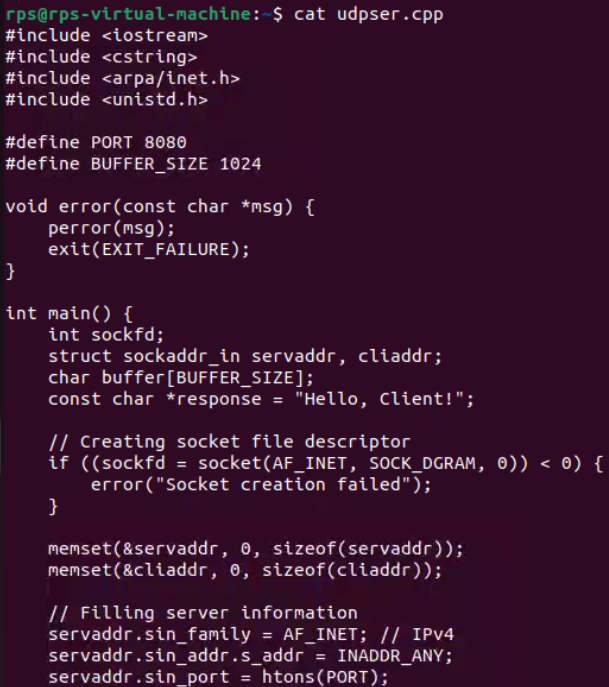 rps@rps-virtual-machine:~$ cat udpser.cpp
#include <iostream>
#include <cstring>
#include <arpa/inet.h>
#include <unistd.h>

#define PORT 8080
#define BUFFER_SIZE 1024

void error(const char *msg) {
    perror(msg);
    exit(EXIT_FAILURE);
}

int main() {
    int sockfd;
    struct sockaddr_in servaddr, cliaddr;
    char buffer[BUFFER_SIZE];
    const char *response = "Hello, Client!";

    // Creating socket file descriptor
    if ((sockfd = socket(AF_INET, SOCK_DGRAM, 0)) < 0) {
        error("Socket creation failed");
    }

    memset(&servaddr, 0, sizeof(servaddr));
    memset(&cliaddr, 0, sizeof(cliaddr));

    // Filling server information
    servaddr.sin_family = AF_INET; // IPv4
    servaddr.sin_addr.s_addr = INADDR_ANY;
    servaddr.sin_port = htons(PORT);